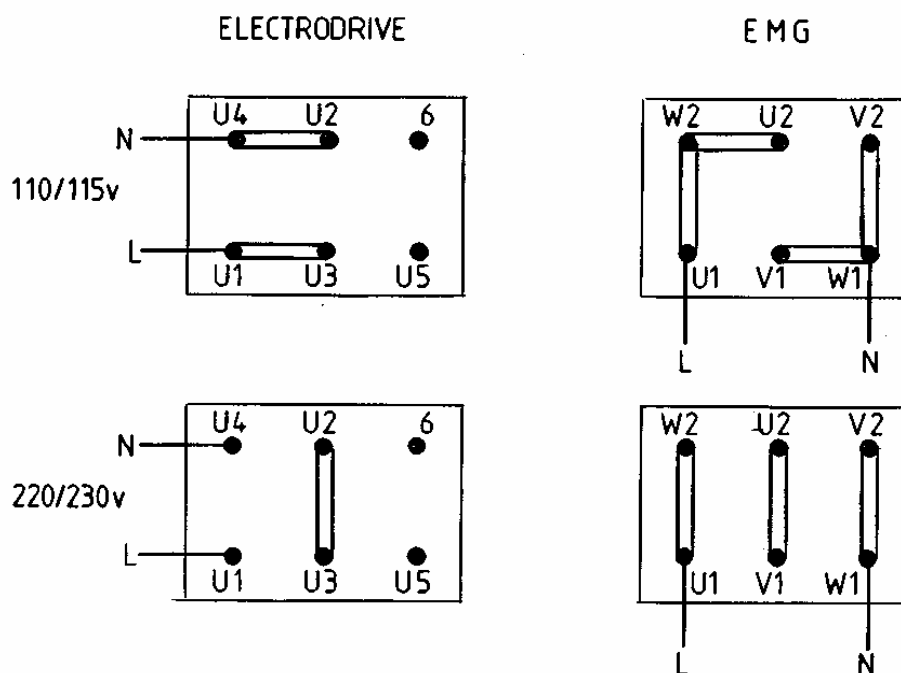 ELECTRODRIVE
EMG
U4 U2 6
N
110/115v
L
U1 U3 U5
W2 U2 V2
U1 V1 W1
L N
U4 U2 6
N
220/230v
L
U1 U3 U5
W2 U2 V2
U1 V1 W1
L N